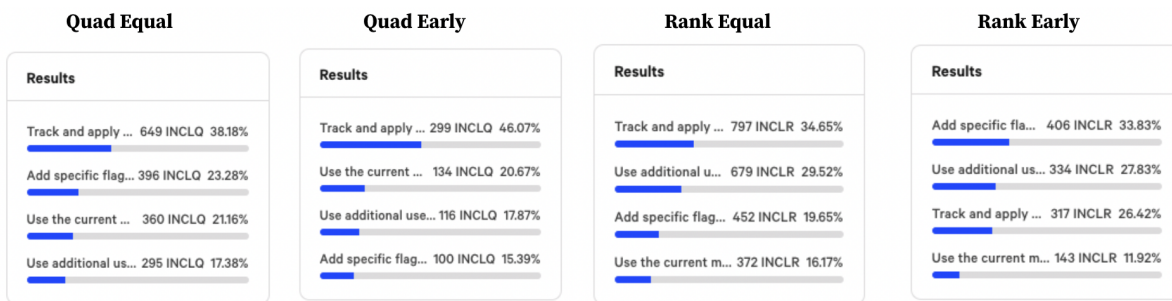 Quad Equal
Results
Track and apply ... 649 INCLQ 38.18%
Add specific flag... 396 INCLQ 23.28%
Use the current ... 360 INCLQ 21.16%
Use additional us... 295 INCLQ 17.38%
Quad Early
Results
Track and apply ... 299 INCLQ 46.07%
Use the current ... 134 INCLQ 20.67%
Use additional use... 116 INCLQ 17.87%
Add specific flag... 100 INCLQ 15.39%
Rank Equal
Results
Track and apply ... 797 INCLR 34.65%
Use additional u... 679 INCLR 29.52%
Add specific flag... 452 INCLR 19.65%
Use the current m... 372 INCLR 16.17%
Rank Early
Results
Add specific fla... 406 INCLR 33.83%
Use additional us... 334 INCLR 27.83%
Track and apply ... 317 INCLR 26.42%
Use the current m... 143 INCLR 11.92%